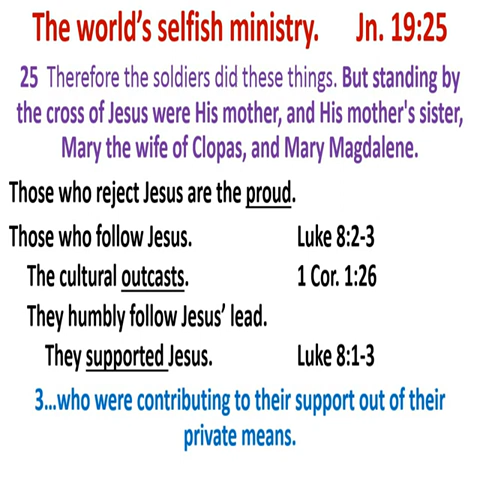 The world's selfish ministry. Jn. 19:25
25 Therefore the soldiers did these things. But standing by
the cross of Jesus were His mother, and His mother's sister,
Mary the wife of Clopas, and Mary Magdalene.
Those who reject Jesus are the proud.
Those who follow Jesus. Luke 8:2-3
The cultural outcasts. 1 Cor. 1:26
They humbly follow Jesus' lead.
They supported Jesus. Luke 8:1-3
3...who were contributing to their support out of their
private means.